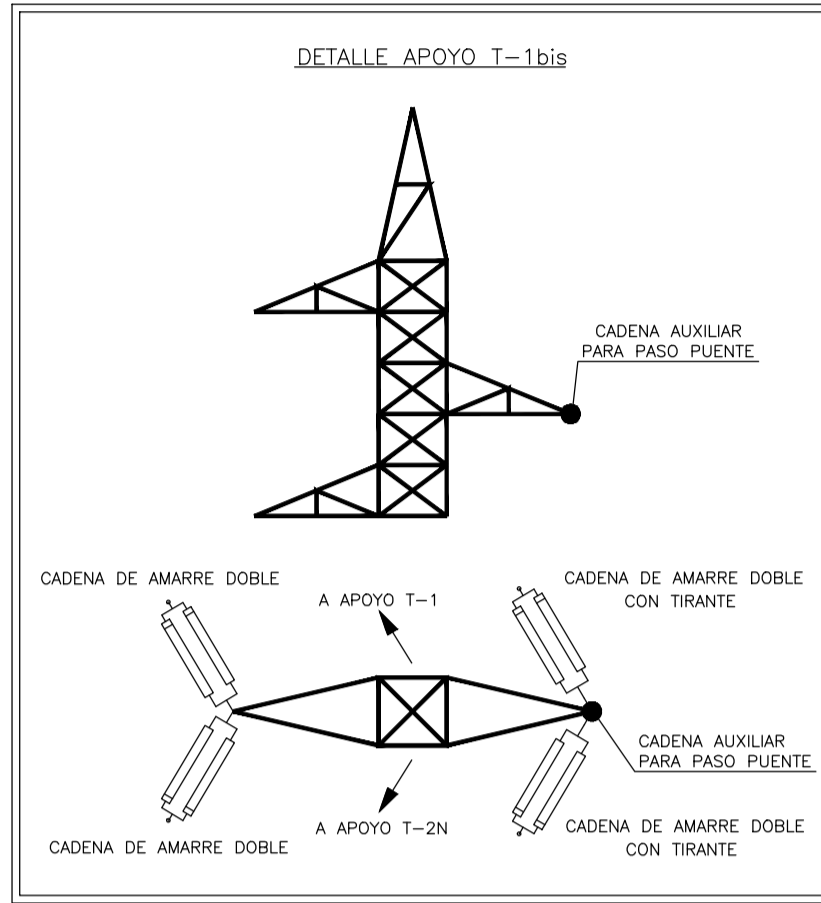 DETALLE APOYO T-1bis
CADENA AUXILIAR
PARA PASO PUENTE
CADENA DE AMARRE DOBLE
A APOYO T-1
CADENA DE AMARRE DOBLE
CON TIRANTE
CADENA AUXILIAR
PARA PASO PUENTE
CADENA DE AMARRE DOBLE
A APOYO T-2N
CADENA DE AMARRE DOBLE
CON TIRANTE